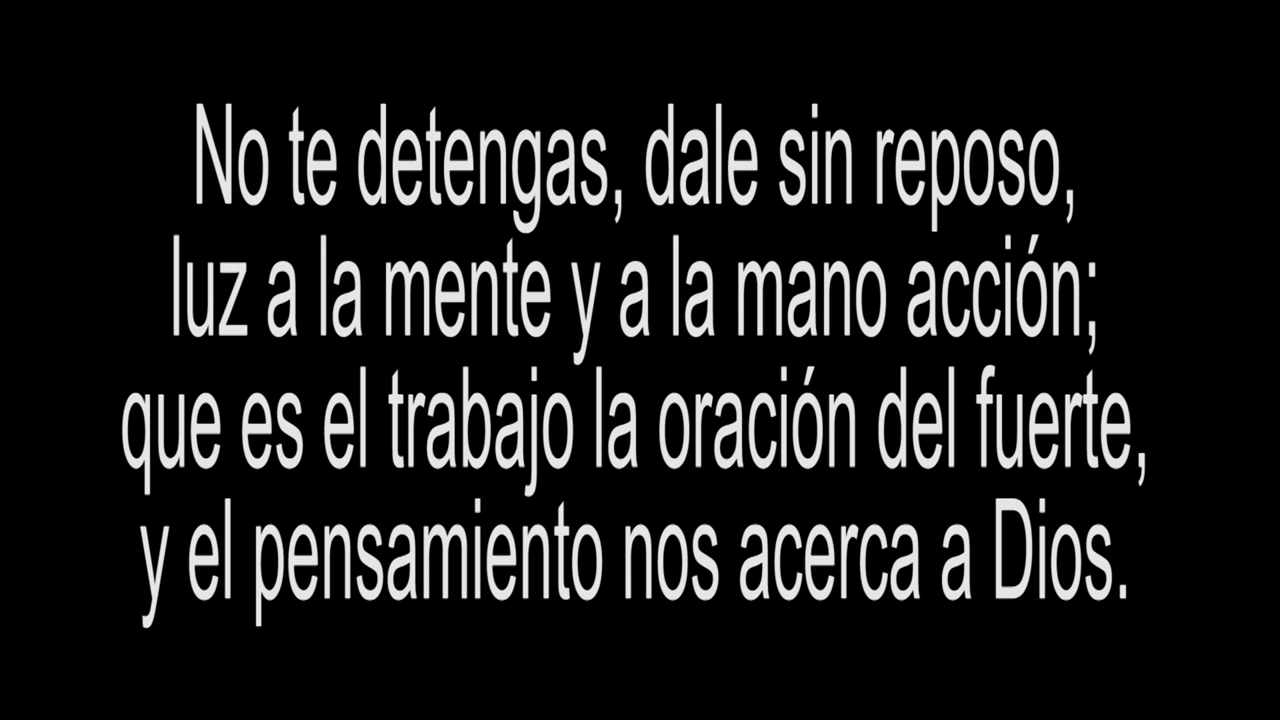 No te detengas, dale sin reposo,
luz a la mente y a la mano acción;
que es el trabajo la oración del fuerte,
y el pensamiento nos acerca a Dios.